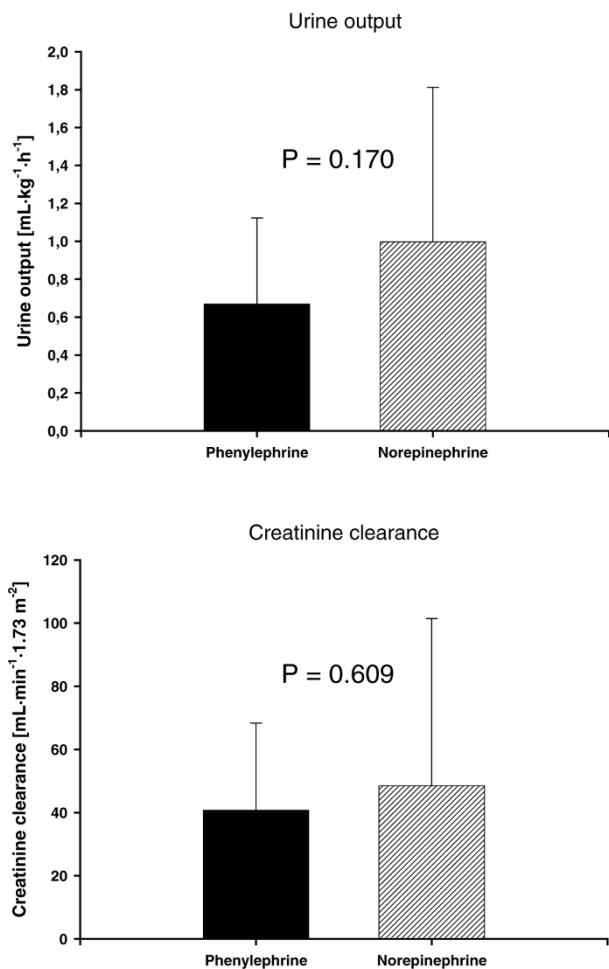 Urine output
Urine output [mL·kg⁻¹·h⁻¹]
2,0
1,8
1,6
1,4
1,2
1,0
0,8
0,6
0,4
0,2
0,0
P = 0.170
Phenylephrine Norepinephrine
Creatinine clearance
Creatinine clearance [mL·min⁻¹·1.73 m⁻²]
120
100
80
60
40
20
0
P = 0.609
Phenylephrine Norepinephrine